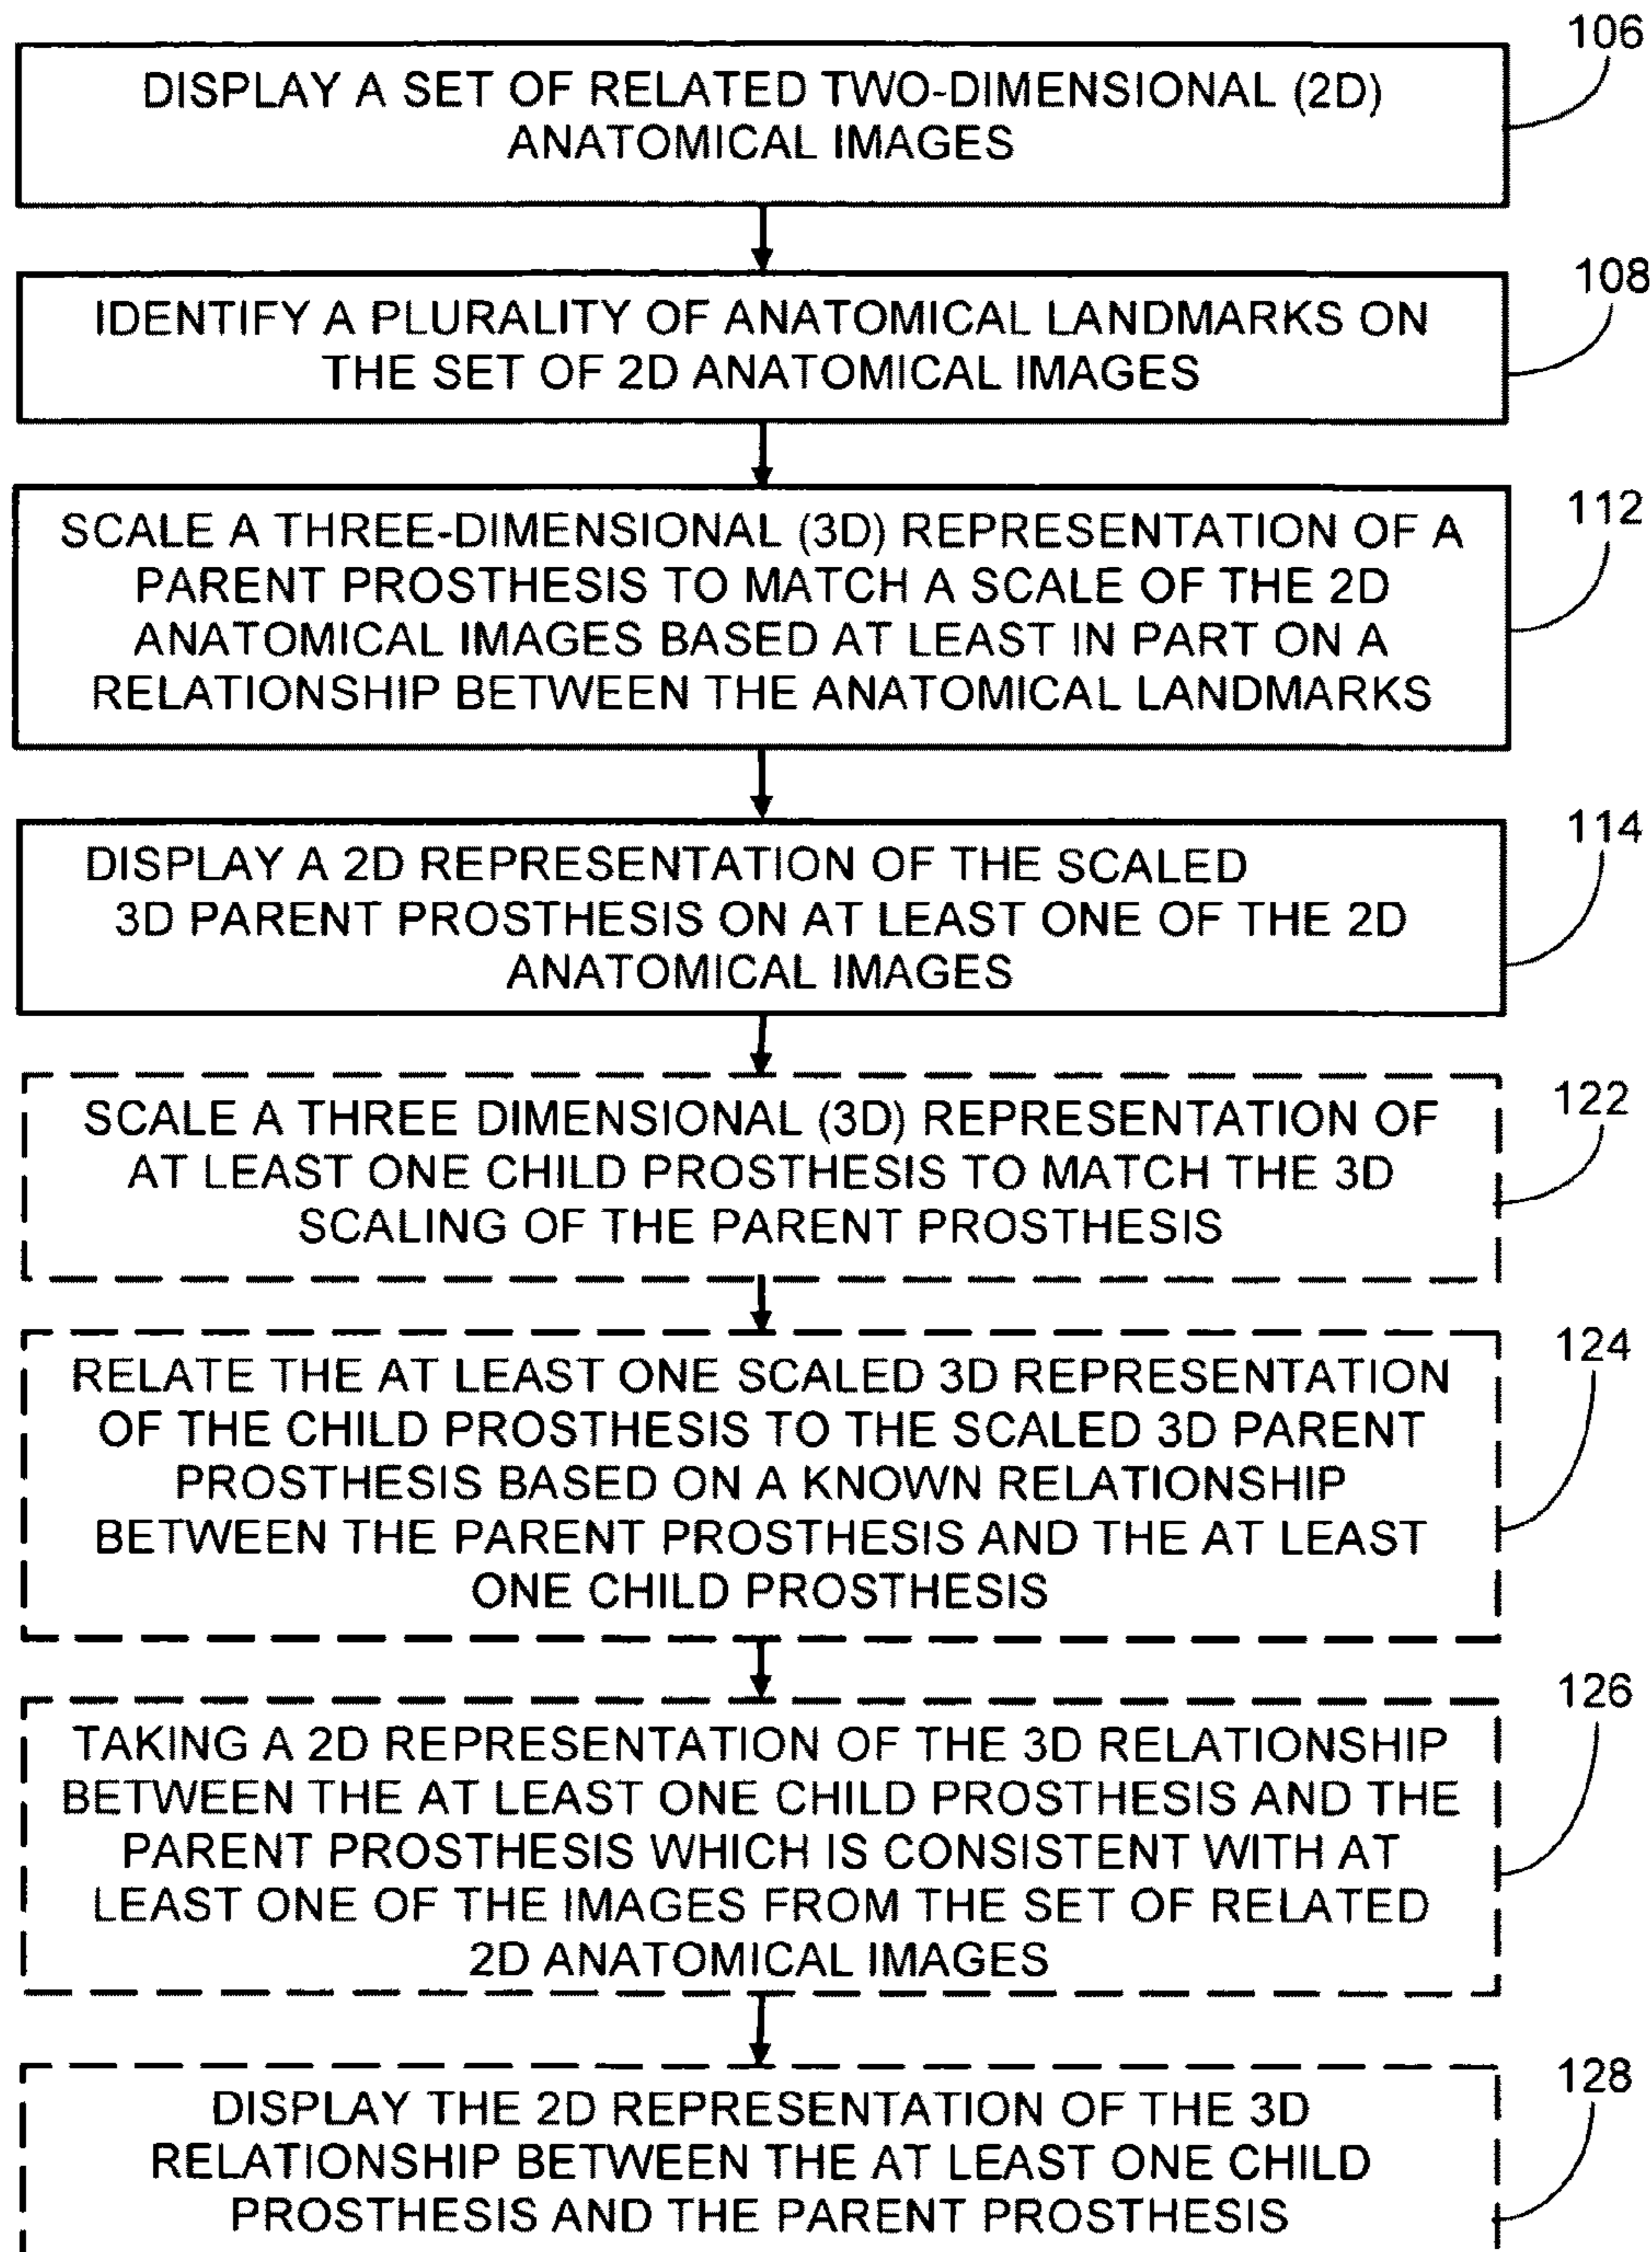 106
DISPLAY A SET OF RELATED TWO-DIMENSIONAL (2D)
ANATOMICAL IMAGES
108
IDENTIFY A PLURALITY OF ANATOMICAL LANDMARKS ON
THE SET OF 2D ANATOMICAL IMAGES
112
SCALE A THREE-DIMENSIONAL (3D) REPRESENTATION OF A
PARENT PROSTHESIS TO MATCH A SCALE OF THE 2D
ANATOMICAL IMAGES BASED AT LEAST IN PART ON A
RELATIONSHIP BETWEEN THE ANATOMICAL LANDMARKS
114
DISPLAY A 2D REPRESENTATION OF THE SCALED
3D PARENT PROSTHESIS ON AT LEAST ONE OF THE 2D
ANATOMICAL IMAGES
122
SCALE A THREE DIMENSIONAL (3D) REPRESENTATION OF
AT LEAST ONE CHILD PROSTHESIS TO MATCH THE 3D
SCALING OF THE PARENT PROSTHESIS
124
RELATE THE AT LEAST ONE SCALED 3D REPRESENTATION
OF THE CHILD PROSTHESIS TO THE SCALED 3D PARENT
PROSTHESIS BASED ON A KNOWN RELATIONSHIP
BETWEEN THE PARENT PROSTHESIS AND THE AT LEAST
ONE CHILD PROSTHESIS
126
TAKING A 2D REPRESENTATION OF THE 3D RELATIONSHIP
BETWEEN THE AT LEAST ONE CHILD PROSTHESIS AND THE
PARENT PROSTHESIS WHICH IS CONSISTENT WITH AT
LEAST ONE OF THE IMAGES FROM THE SET OF RELATED
2D ANATOMICAL IMAGES
128
DISPLAY THE 2D REPRESENTATION OF THE 3D
RELATIONSHIP BETWEEN THE AT LEAST ONE CHILD
PROSTHESIS AND THE PARENT PROSTHESIS